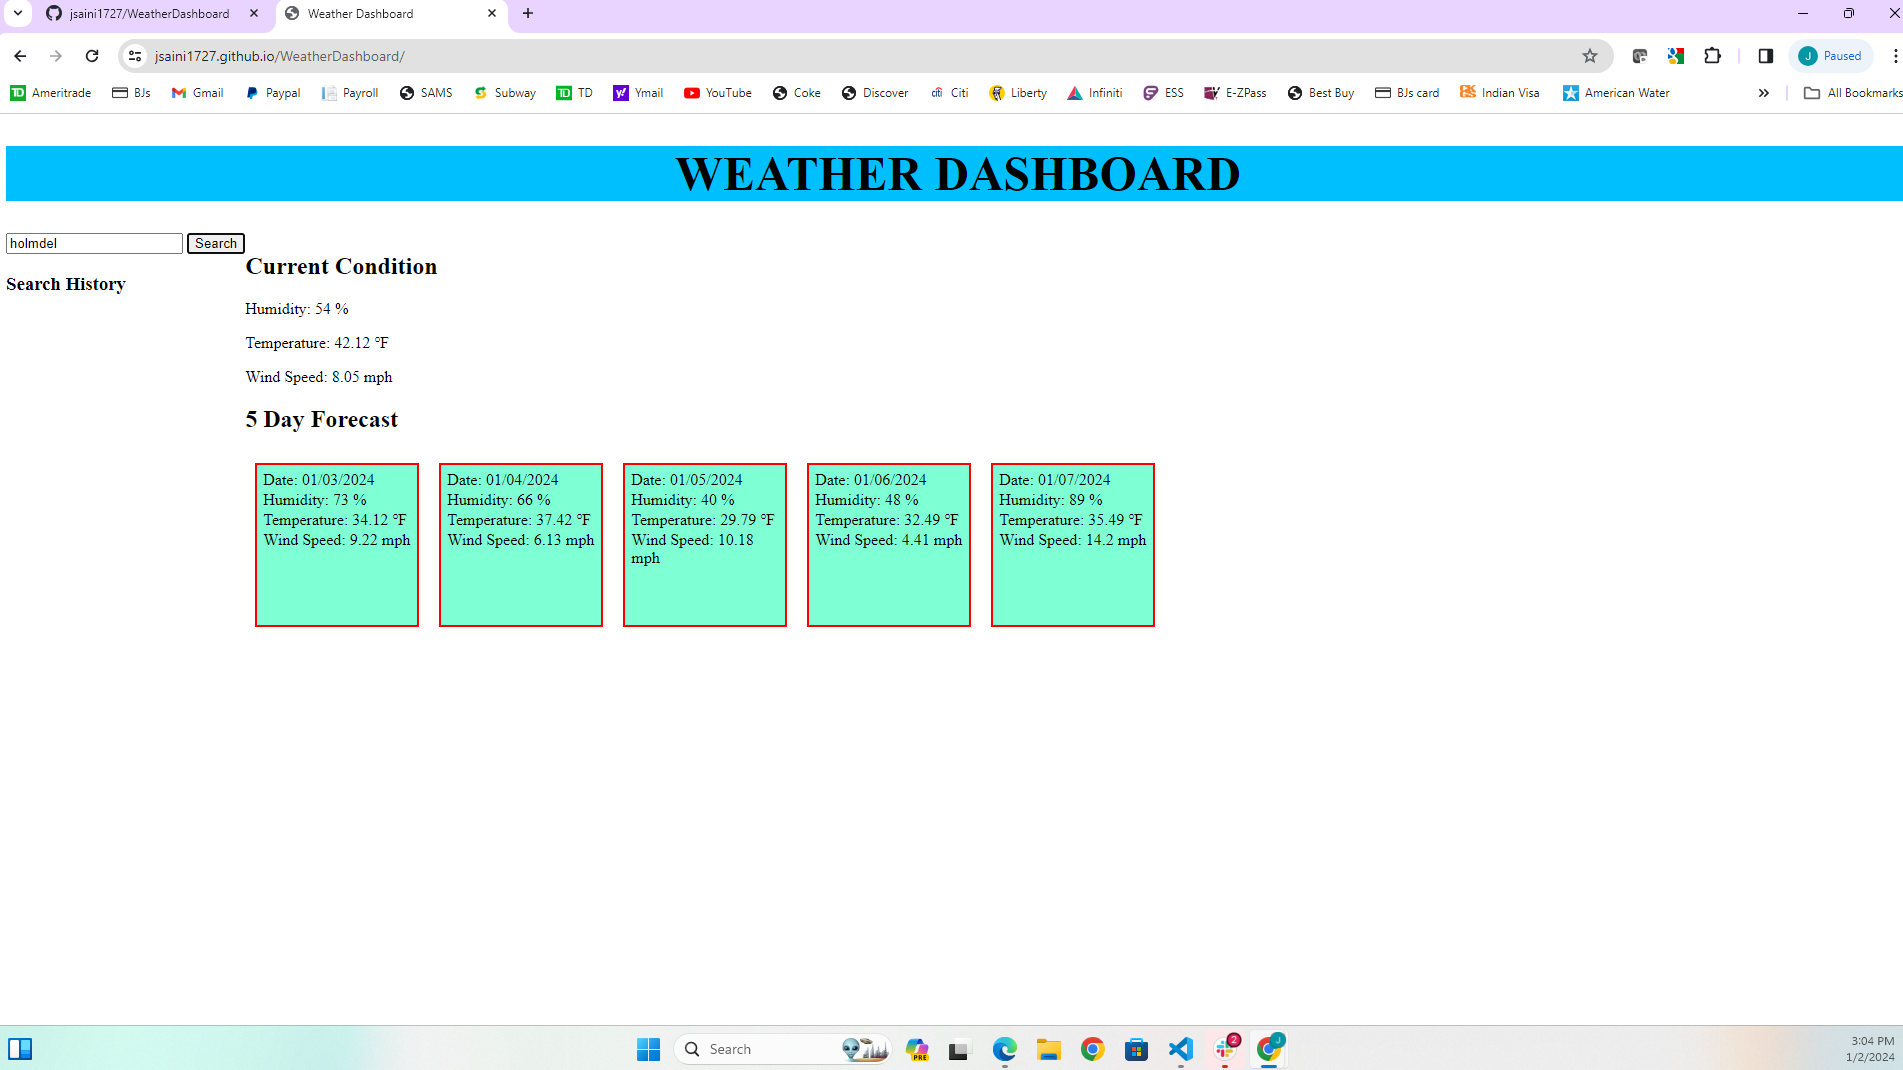 jsaini1727/WeatherDashboard
Weather Dashboard
jsaini1727.github.io/WeatherDashboard/
J Paused
Ameritrade BJs Gmail Paypal Payroll SAMS Subway TD Ymail YouTube Coke Discover Citi Liberty Infiniti ESS E-ZPass Best Buy BJs card Indian Visa American Water » All Bookmarks
WEATHER DASHBOARD
holmdel Search
Search History
Current Condition
Humidity: 54 %
Temperature: 42.12 °F
Wind Speed: 8.05 mph
5 Day Forecast
Date: 01/03/2024
Humidity: 73 %
Temperature: 34.12 °F
Wind Speed: 9.22 mph
Date: 01/04/2024
Humidity: 66 %
Temperature: 37.42 °F
Wind Speed: 6.13 mph
Date: 01/05/2024
Humidity: 40 %
Temperature: 29.79 °F
Wind Speed: 10.18
mph
Date: 01/06/2024
Humidity: 48 %
Temperature: 32.49 °F
Wind Speed: 4.41 mph
Date: 01/07/2024
Humidity: 89 %
Temperature: 35.49 °F
Wind Speed: 14.2 mph
Search
PRE
2
J
3:04 PM
1/2/2024